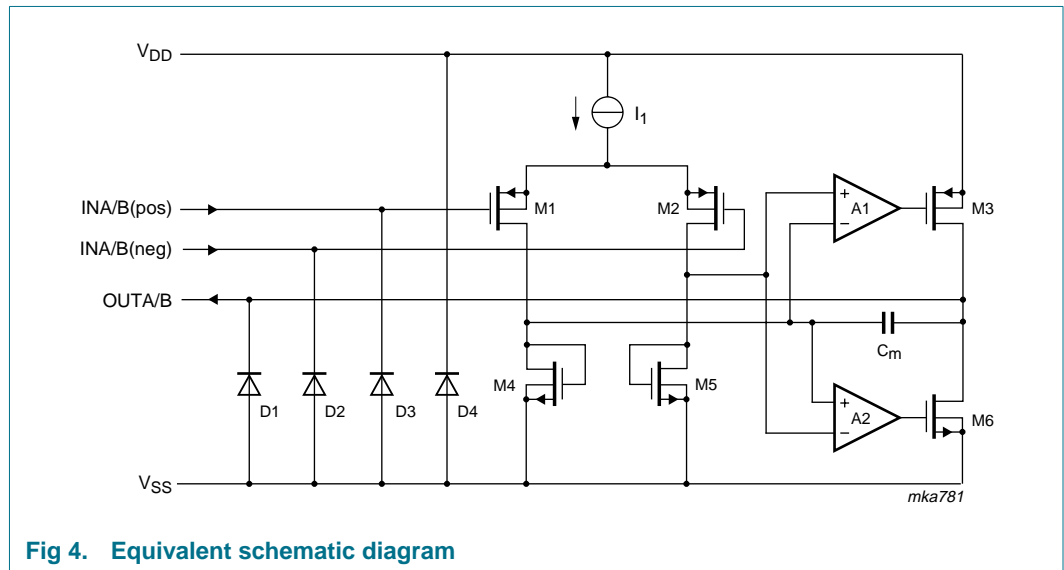 V_DD
I_1
INA/B(pos)
M1
M2
+
A1
−
M3
INA/B(neg)
OUTA/B
C_m
M4
M5
D1
D2
D3
D4
+
A2
−
M6
V_SS
mka781
Fig 4. Equivalent schematic diagram